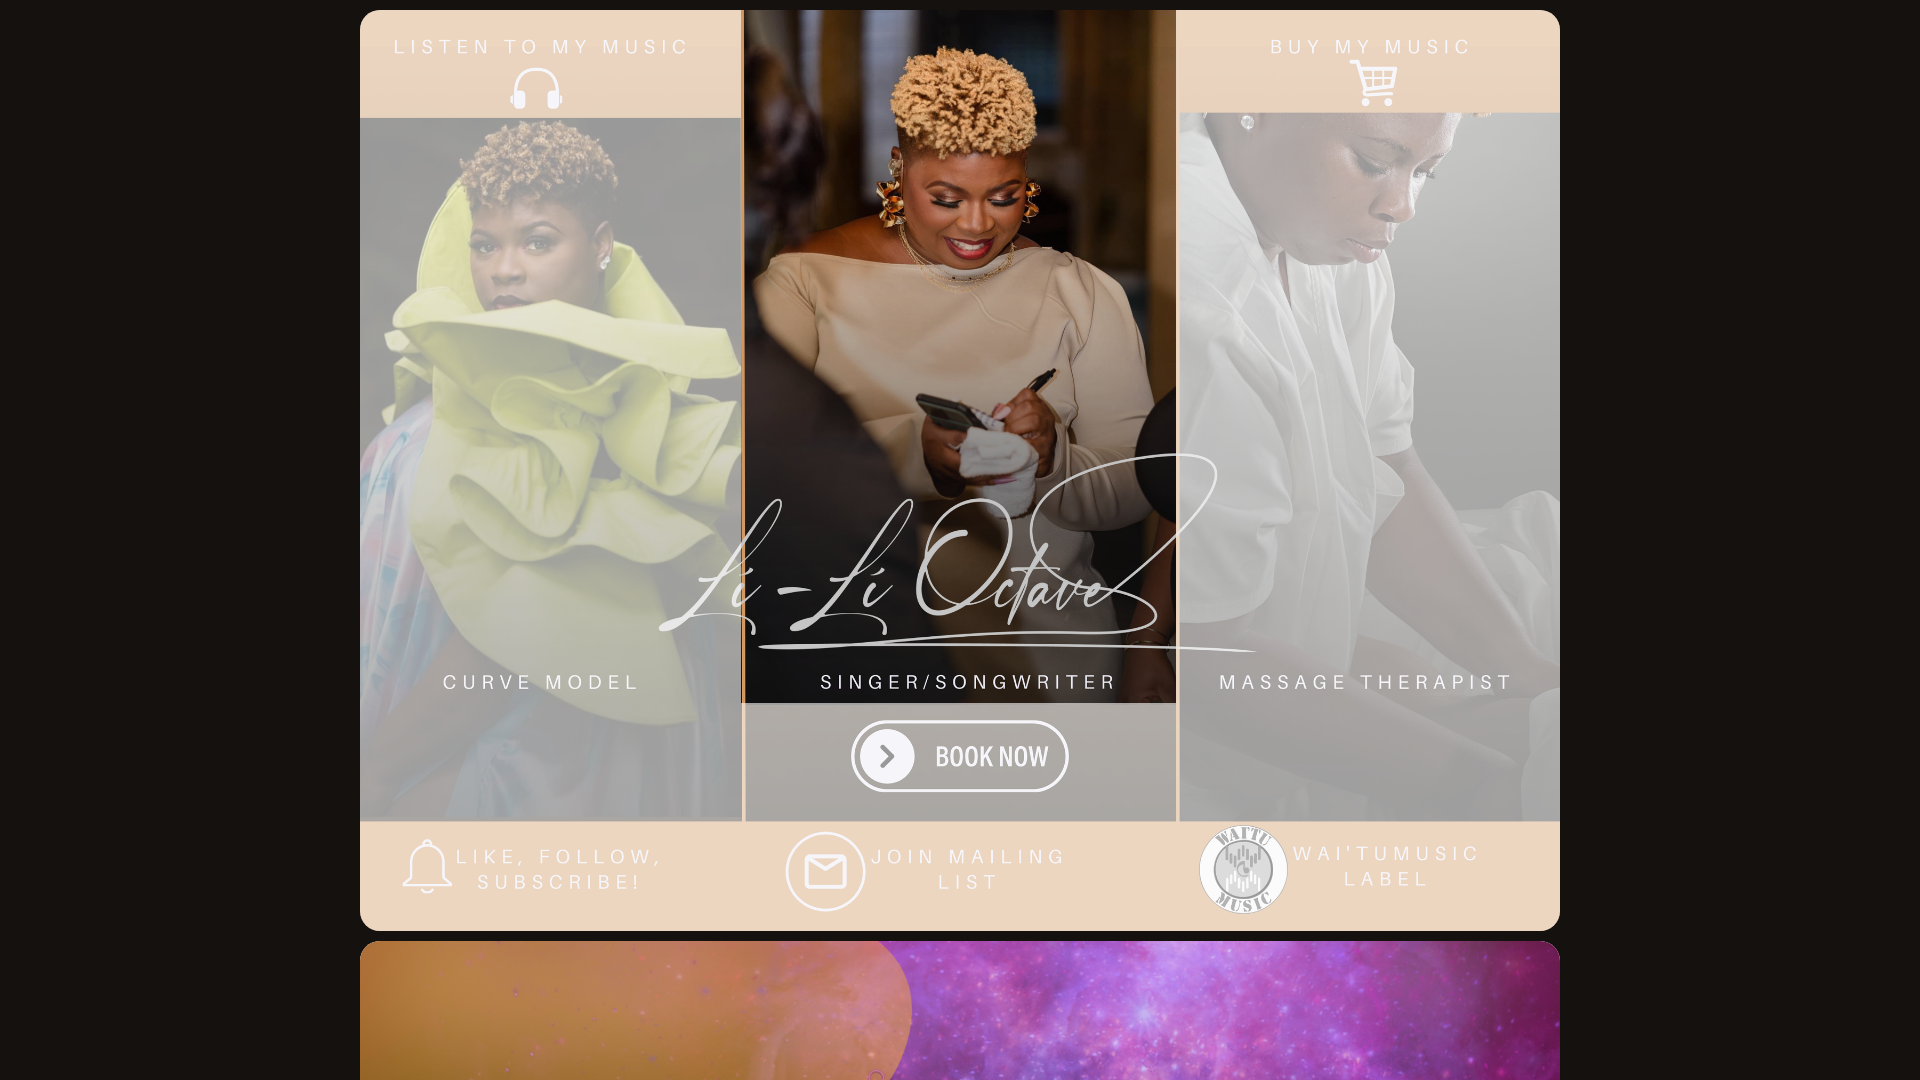 LISTEN TO MY MUSIC
BUY MY MUSIC
Li-Li Octave
CURVE MODEL
SINGER/SONGWRITER
MASSAGE THERAPIST
BOOK NOW
LIKE, FOLLOW,
SUBSCRIBE!
JOIN MAILING
LIST
WAITU
MUSIC
WAI'TUMUSIC
LABEL